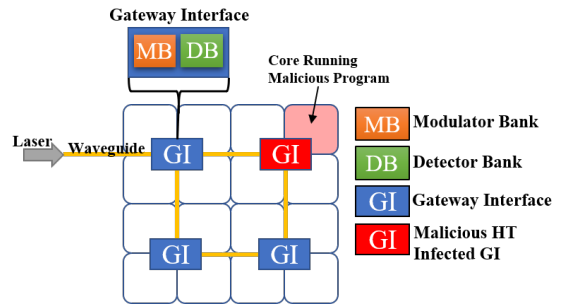 Gateway Interface
MB DB
Core Running
Malicious Program
Laser
Waveguide
GI GI
GI GI
MB Modulator Bank
DB Detector Bank
GI Gateway Interface
GI Malicious HT
Infected GI